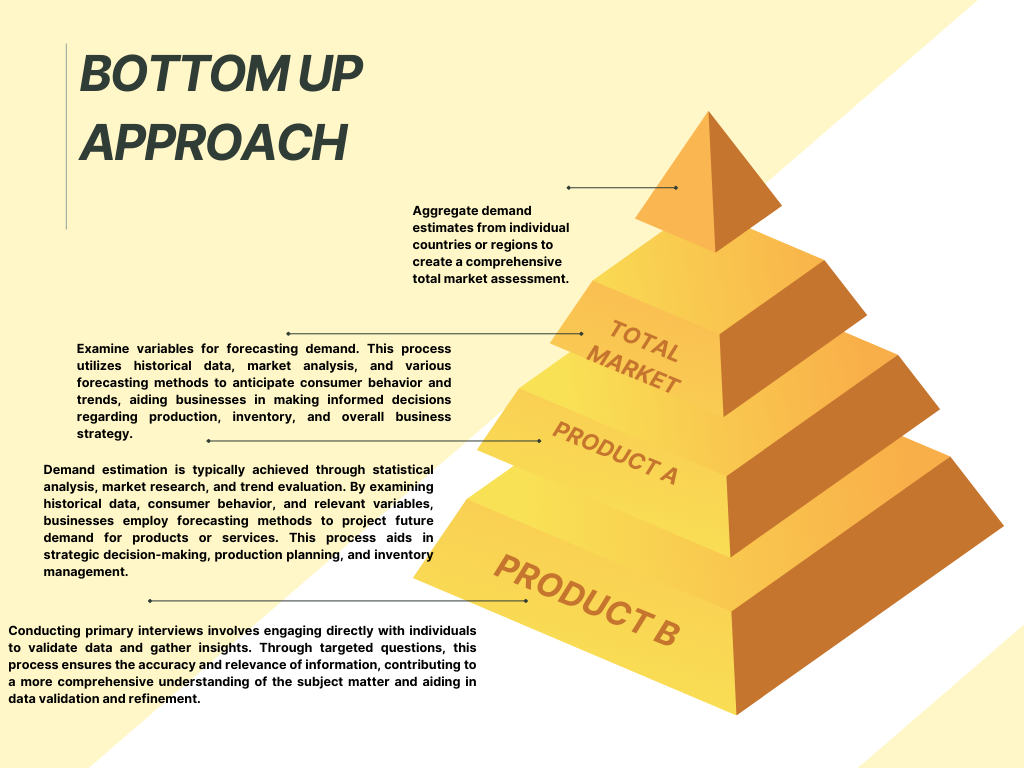 BOTTOM UP
APPROACH
Aggregate demand
estimates from individual
countries or regions to
create a comprehensive
total market assessment.
TOTAL
MARKET
Examine variables for forecasting demand. This process
utilizes historical data, market analysis, and various
forecasting methods to anticipate consumer behavior and
trends, aiding businesses in making informed decisions
regarding production, inventory, and overall business
strategy.
PRODUCT A
Demand estimation is typically achieved through statistical
analysis, market research, and trend evaluation. By examining
historical data, consumer behavior, and relevant variables,
businesses employ forecasting methods to project future
demand for products or services. This process aids in
strategic decision-making, production planning, and inventory
management.
PRODUCT B
Conducting primary interviews involves engaging directly with individuals
to validate data and gather insights. Through targeted questions, this
process ensures the accuracy and relevance of information, contributing to
a more comprehensive understanding of the subject matter and aiding in
data validation and refinement.